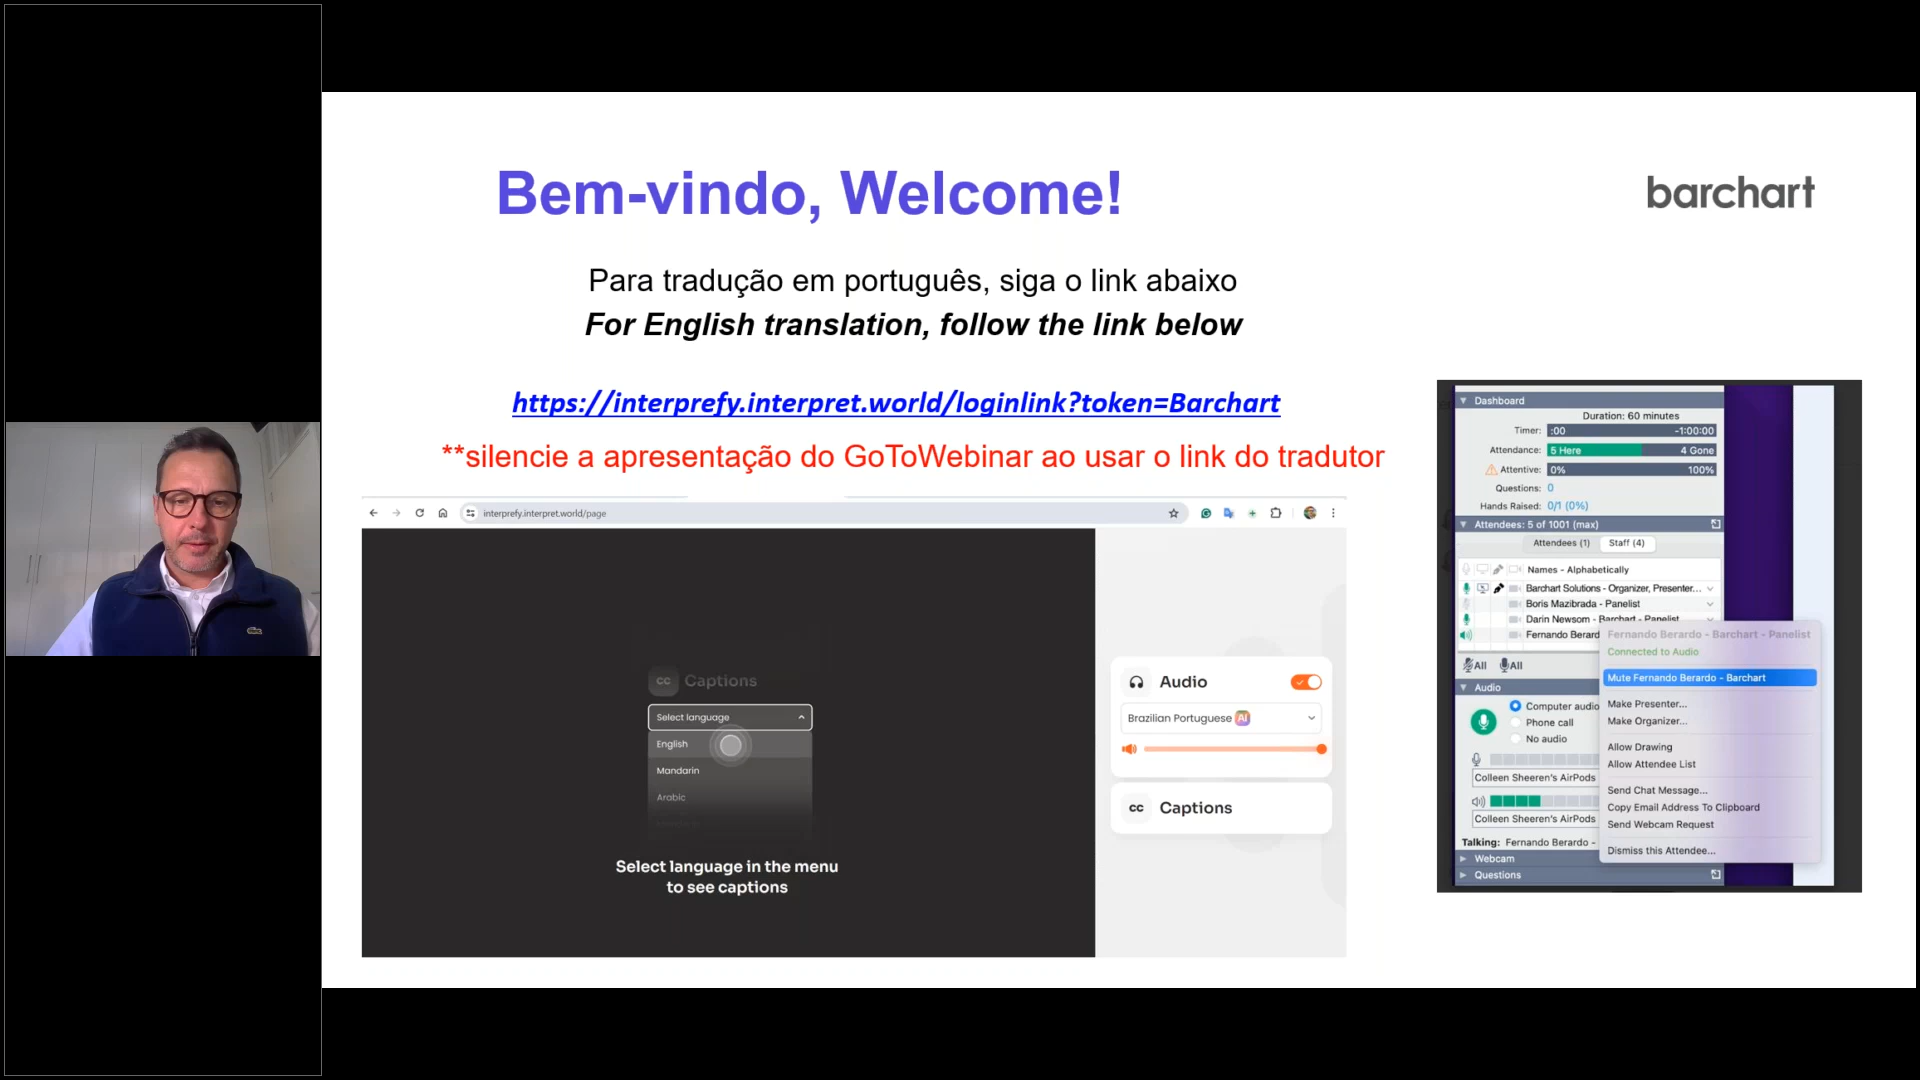 Bem-vindo, Welcome!
barchart
Para tradução em português, siga o link abaixo
For English translation, follow the link below
https://interprefy.interpret.world/loginlink?token=Barchart
**silencie a apresentação do GoToWebinar ao usar o link do tradutor
interprefy.interpret.world/page
cc Captions
Select language
English
Mandarin
Arabic
Select language in the menu
to see captions
Audio
Brazilian Portuguese AI
cc Captions
Dashboard
Duration: 60 minutes
Timer: :00 -1:00:00
Attendance: 5 Here 4 Gone
Attentive: 0% 100%
Questions: 0
Hands Raised: 0/1 (0%)
Attendees: 5 of 1001 (max)
Attendees (1) Staff (4)
Names - Alphabetically
Barchart Solutions - Organizer, Presenter...
Boris Mazibrada - Panelist
Darin Newsom - Barchart - Panelist
Fernando Berard
All All
Audio
Computer audio
Phone call
No audio
Colleen Sheeren's AirPods
Colleen Sheeren's AirPods
Talking: Fernando Berardo -
Webcam
Questions
Fernando Berardo - Barchart - Panelist
Connected to Audio
Mute Fernando Berardo - Barchart
Make Presenter...
Make Organizer...
Allow Drawing
Allow Attendee List
Send Chat Message...
Copy Email Address To Clipboard
Send Webcam Request
Dismiss this Attendee...